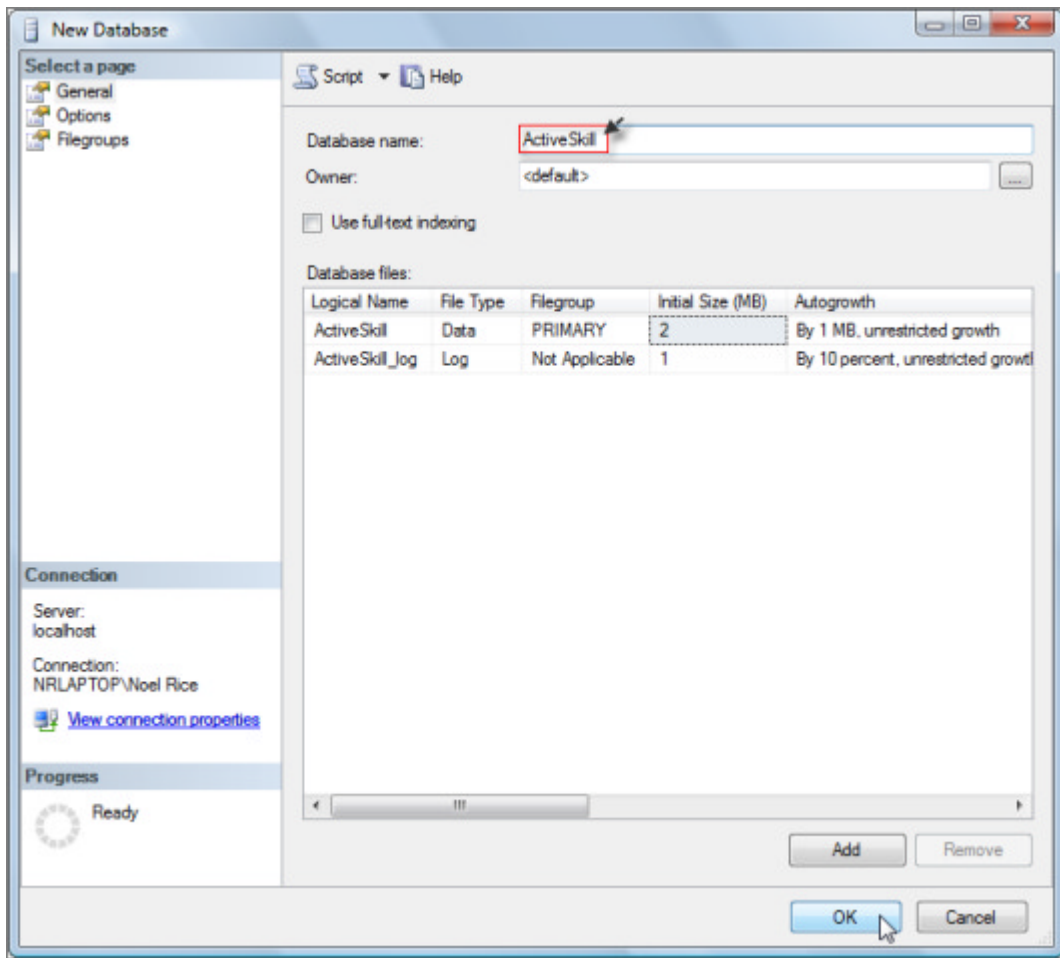 New Database
Select a page
General
Options
Filegroups
Script Help
Database name: ActiveSkill
Owner: <default>
...
Use full-text indexing
Database files:
Logical Name File Type Filegroup Initial Size (MB) Autogrowth
ActiveSkill Data PRIMARY 2 By 1 MB, unrestricted growth
ActiveSkill_log Log Not Applicable 1 By 10 percent, unrestricted growtl
Connection
Server:
localhost
Connection:
NRLAPTOP\Noel Rice
View connection properties
Progress
Ready
Add Remove
OK Cancel